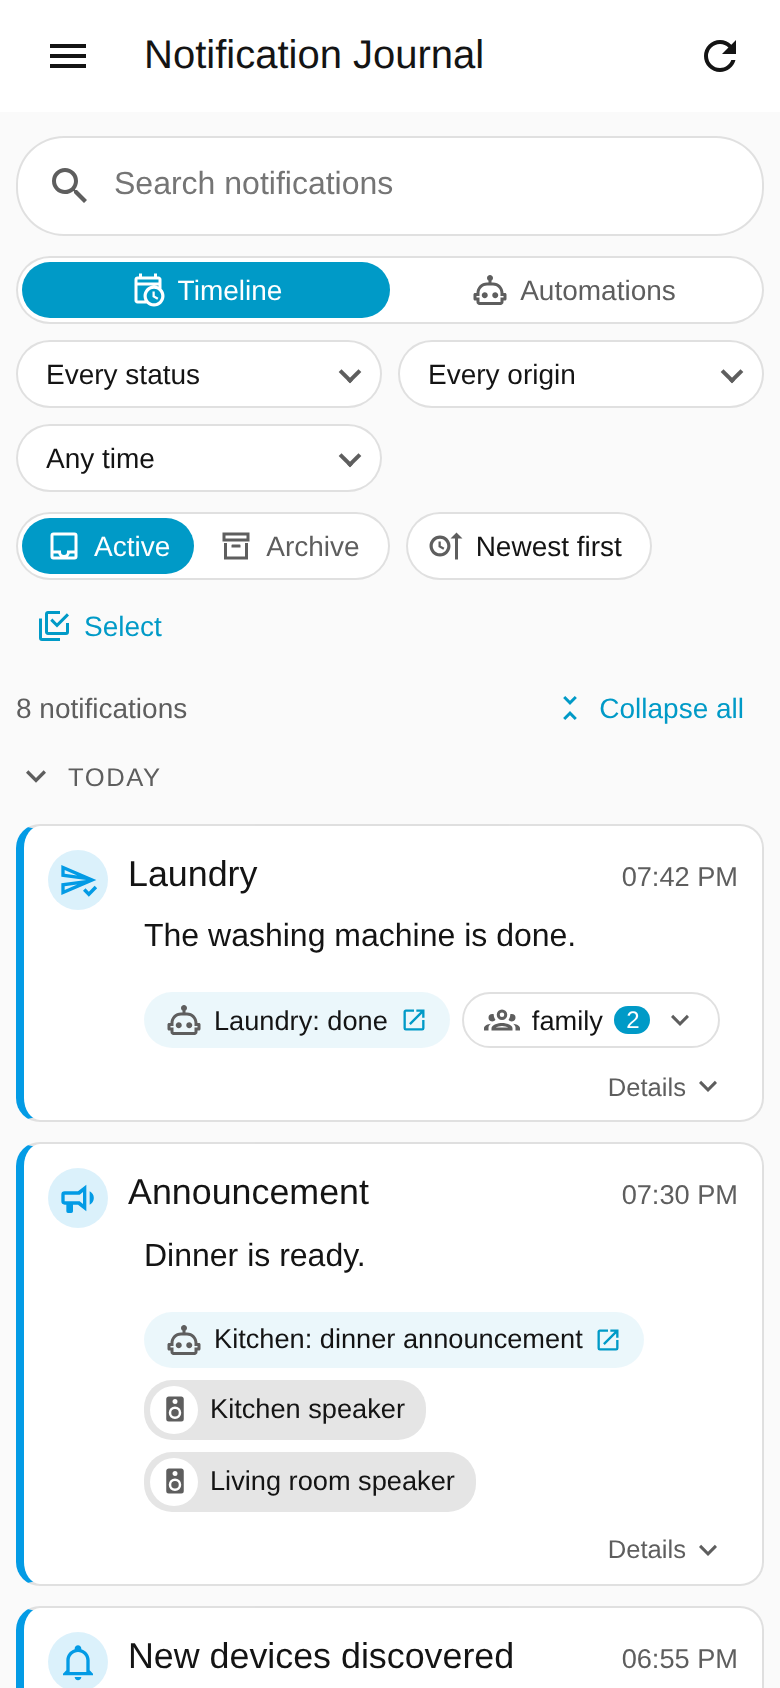 Notification Journal
Search notifications
Timeline
Automations
Every status
Every origin
Any time
Active
Archive
Newest first
Select
8 notifications
Collapse all
TODAY
Laundry
07:42 PM
The washing machine is done.
Laundry: done
family 2
Details
Announcement
07:30 PM
Dinner is ready.
Kitchen: dinner announcement
Kitchen speaker
Living room speaker
Details
New devices discovered
06:55 PM